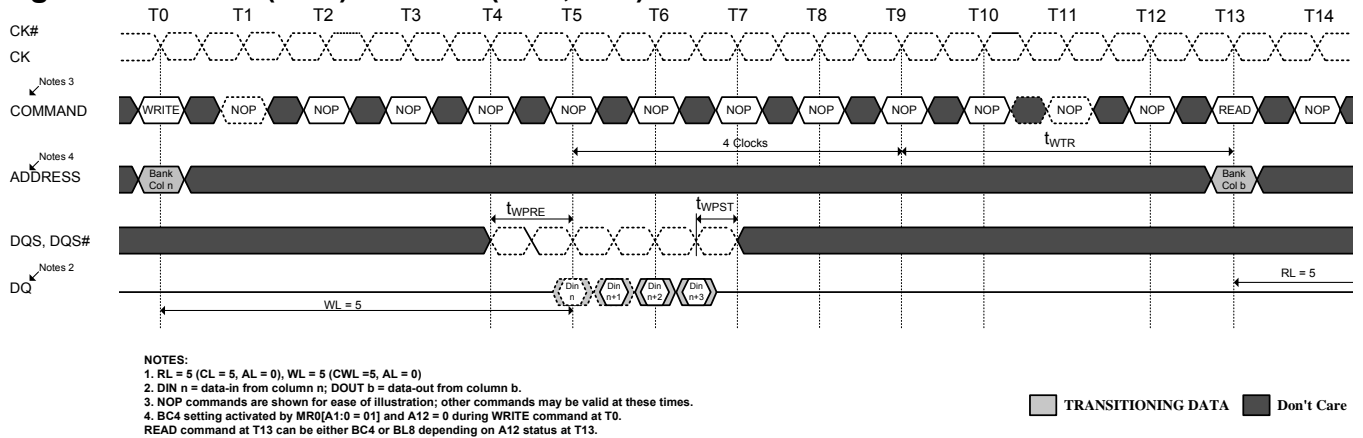 T0 T1 T2 T3 T4 T5 T6 T7 T8 T9 T10 T11 T12 T13 T14
CK#
CK
Notes 3
COMMAND
WRITE NOP NOP NOP NOP NOP NOP NOP NOP NOP NOP NOP NOP READ NOP
4 Clocks
tWTR
Notes 4
ADDRESS
Bank
Col n
Bank
Col b
tWPRE
tWPST
DQS, DQS#
Notes 2
DQ
Din
n
Din
n+1
Din
n+2
Din
n+3
RL = 5
WL = 5
NOTES:
1. RL = 5 (CL = 5, AL = 0), WL = 5 (CWL =5, AL = 0)
2. DIN n = data-in from column n; DOUT b = data-out from column b.
3. NOP commands are shown for ease of illustration; other commands may be valid at these times.
4. BC4 setting activated by MR0[A1:0 = 01] and A12 = 0 during WRITE command at T0.
READ command at T13 can be either BC4 or BL8 depending on A12 status at T13.
TRANSITIONING DATA
Don't Care